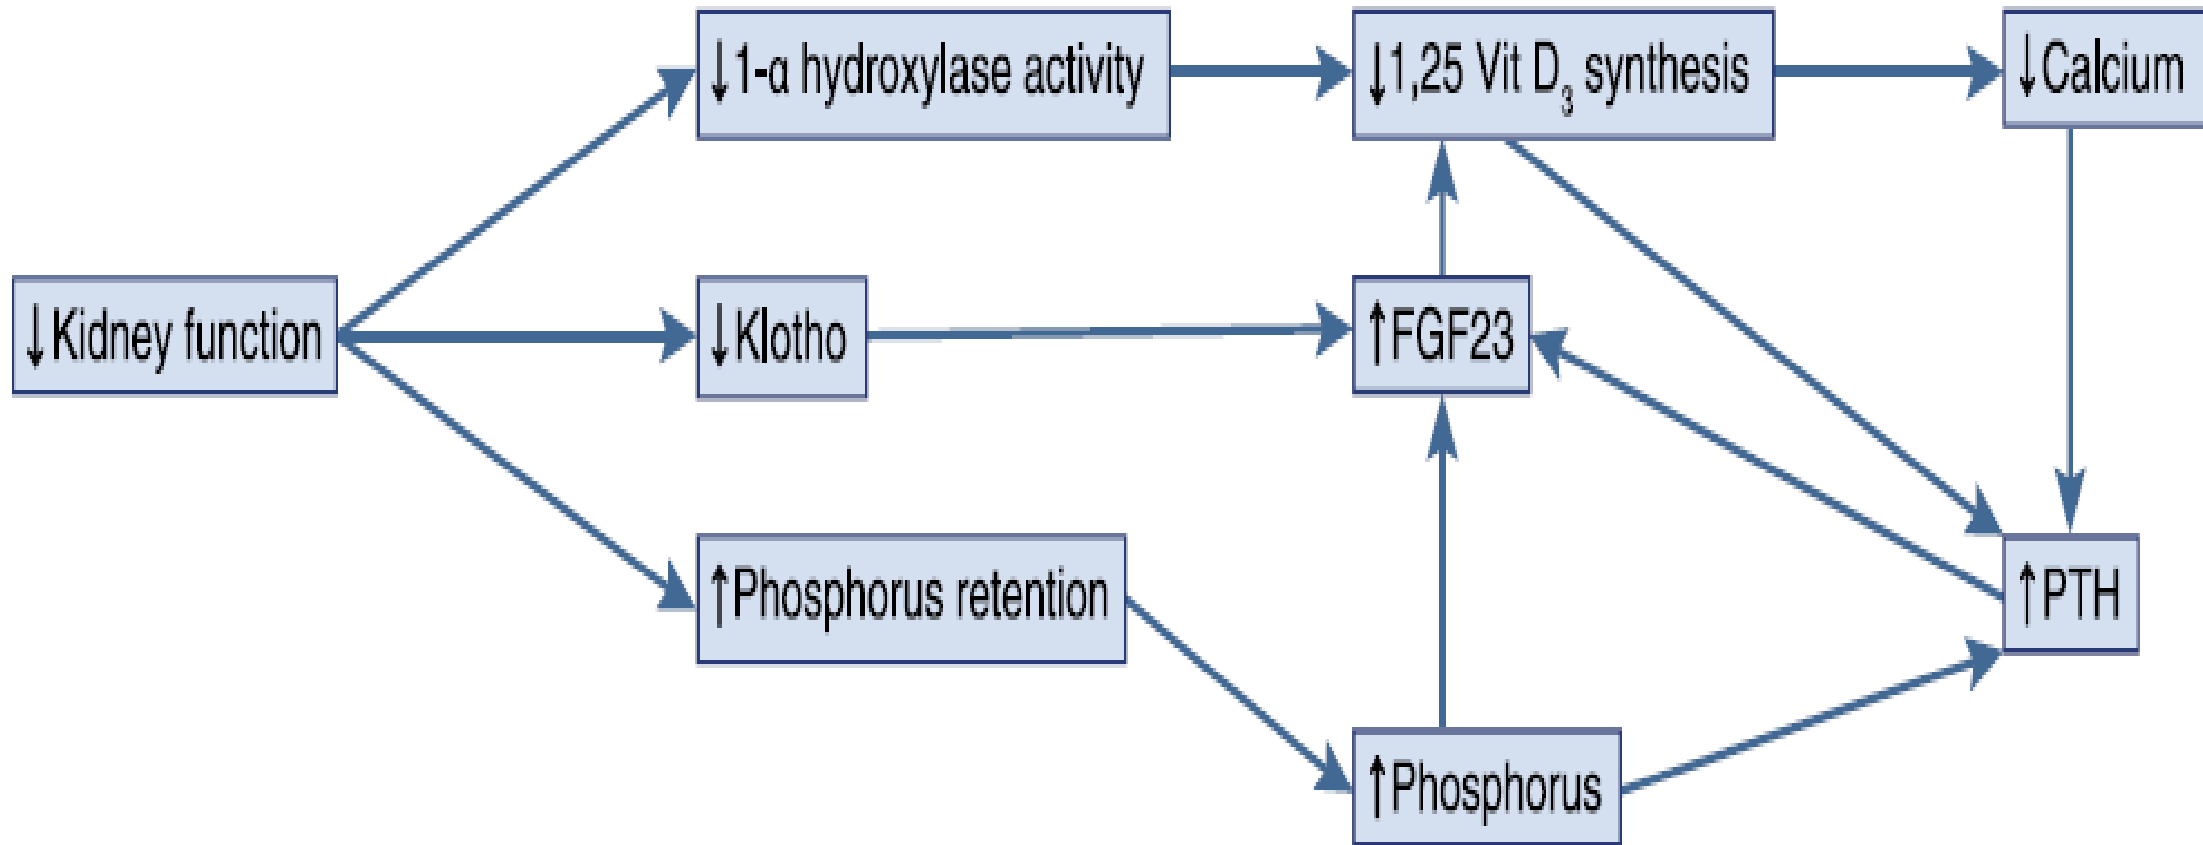 ↓1-α hydroxylase activity
↓1,25 Vit D₃ synthesis
↓Calcium
↓Kidney function
↓Klotho
↑FGF23
↑Phosphorus retention
↑PTH
↑Phosphorus